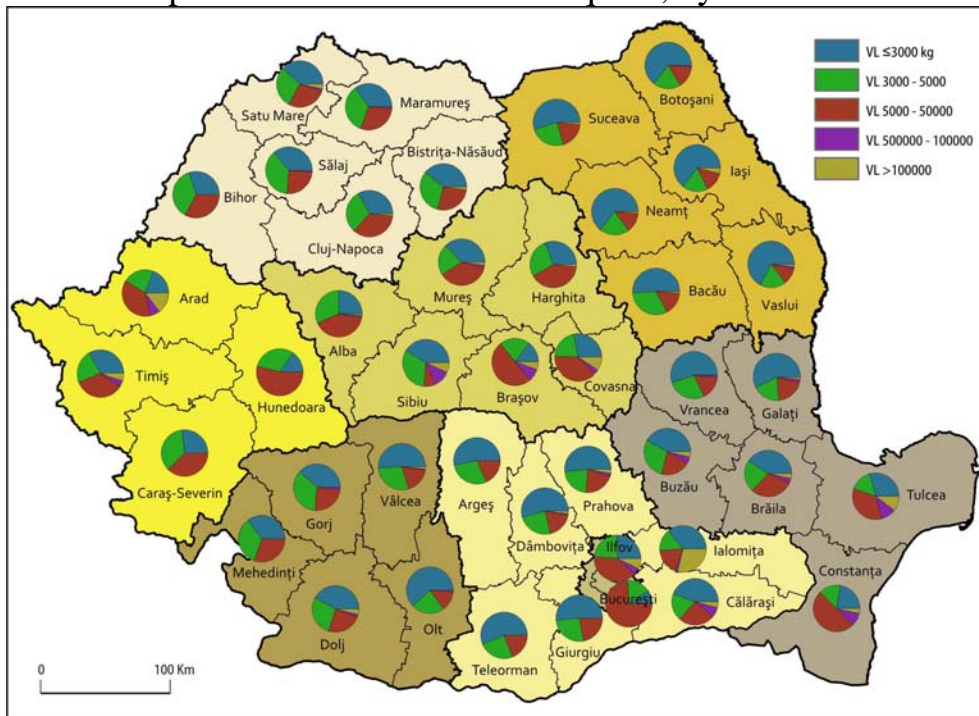 VL ≤3000 kg
VL 3000 - 5000
VL 5000 - 50000
VL 500000 - 100000
VL >100000
Botoşani
Suceava
Satu Mare
Maramureş
Sălaj
Bistriţa-Năsăud
Iaşi
Bihor
Neamţ
Cluj-Napoca
Mureş
Harghita
Bacău
Vaslui
Arad
Alba
Timiş
Hunedoara
Sibiu
Braşov
Covasna
Vrancea
Galaţi
Caraş-Severin
Vâlcea
Argeş
Buzău
Tulcea
Gorj
Prahova
Brăila
Dâmboviţa
Ilfov
Ialomiţa
Mehedinţi
Constanţa
Bucureşti
Călăraşi
Dolj
Olt
Giurgiu
Teleorman
0 100 Km